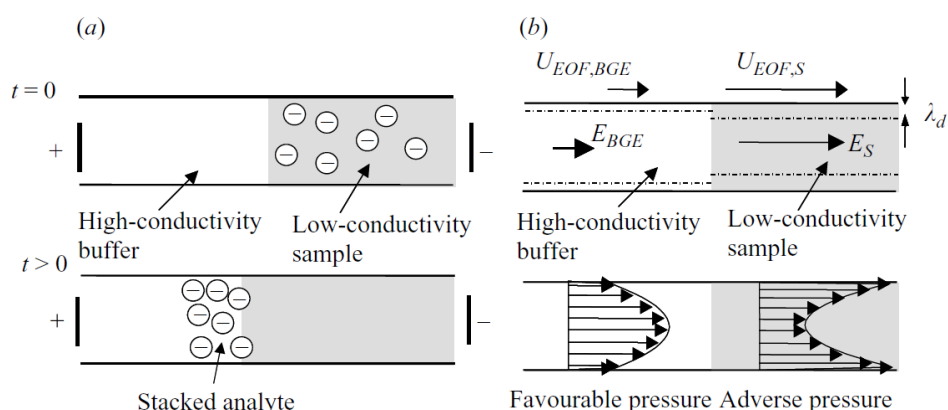 (a)
t = 0
+
−
High-conductivity
buffer
Low-conductivity
sample
t > 0
+
−
Stacked analyte
(b)
U_EOF,BGE
U_EOF,S
λ_d
E_BGE
E_S
High-conductivity
buffer
Low-conductivity
sample
Favourable pressure
Adverse pressure